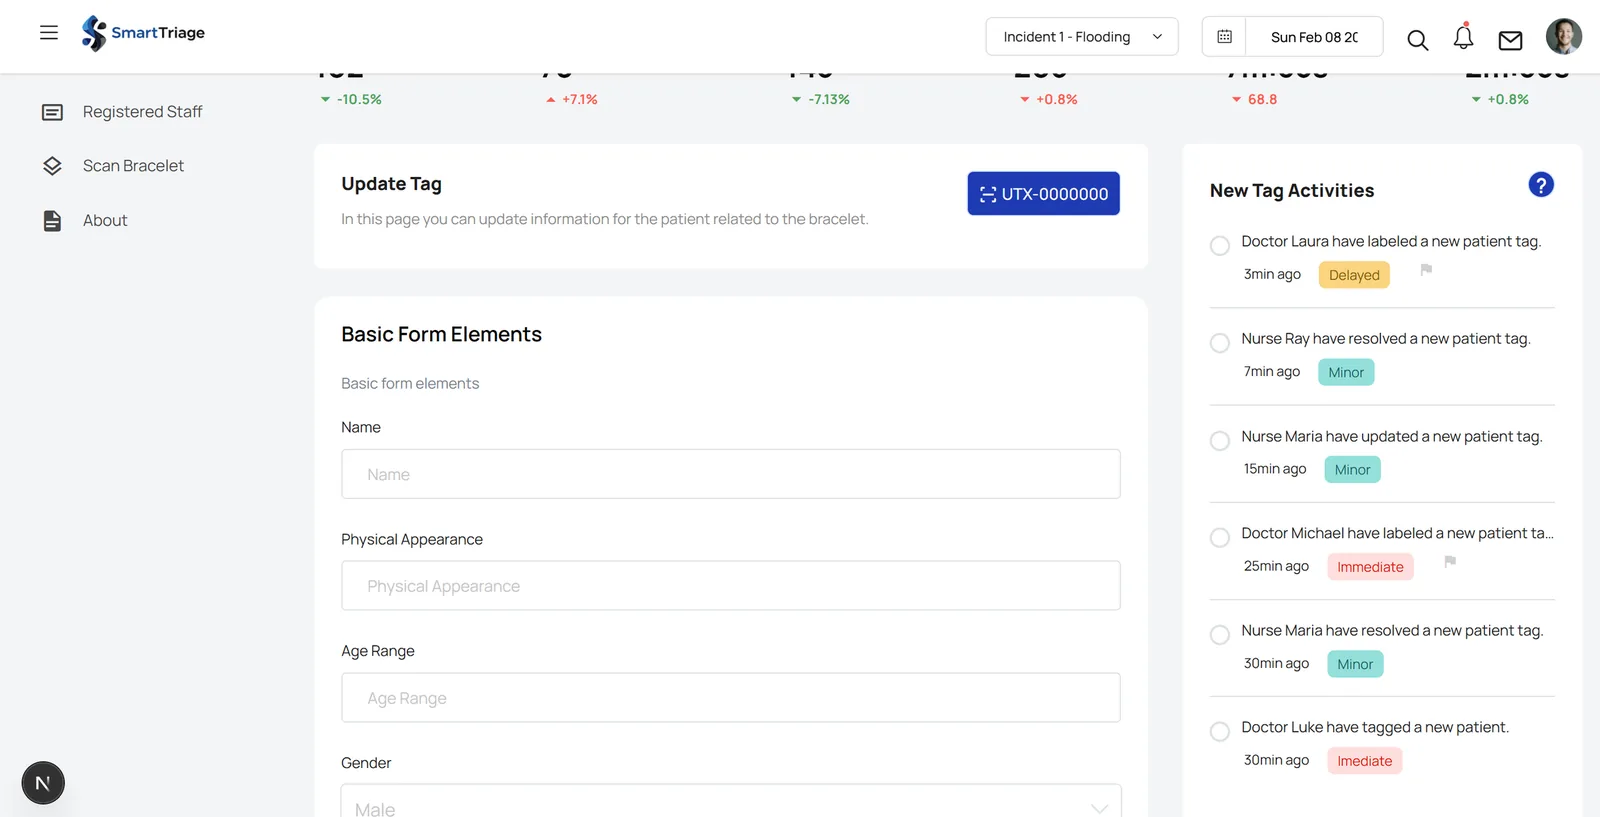 SmartTriage
Incident 1 - Flooding
Sun Feb 08 20
-10.5%
+7.1%
-7.13%
+0.8%
68.8
+0.8%
Registered Staff
Scan Bracelet
About
Update Tag
In this page you can update information for the patient related to the bracelet.
UTX-0000000
Basic Form Elements
Basic form elements
Name
Name
Physical Appearance
Physical Appearance
Age Range
Age Range
Gender
Male
New Tag Activities
?
Doctor Laura have labeled a new patient tag.
3min ago Delayed
Nurse Ray have resolved a new patient tag.
7min ago Minor
Nurse Maria have updated a new patient tag.
15min ago Minor
Doctor Michael have labeled a new patient ta...
25min ago Immediate
Nurse Maria have resolved a new patient tag.
30min ago Minor
Doctor Luke have tagged a new patient.
30min ago Imediate
N